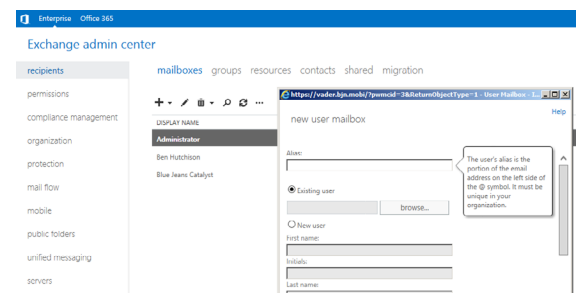 Enterprise Office 365
Exchange admin center
recipients
permissions
compliance management
organization
protection
mail flow
mobile
public folders
unified messaging
servers
mailboxes groups resources contacts shared migration
DISPLAY NAME
Administrator
Ben Hutchison
Blue Jeans Catalyst
https://vader.bjn.mobi/?pwmcid=3&ReturnObjectType=1 - User Mailbox - I...
Help
new user mailbox
Alias:
The user's alias is the
portion of the email
address on the left side of
the @ symbol. It must be
unique in your
organization.
Existing user
browse...
New user
First name:
Initials:
Last name: